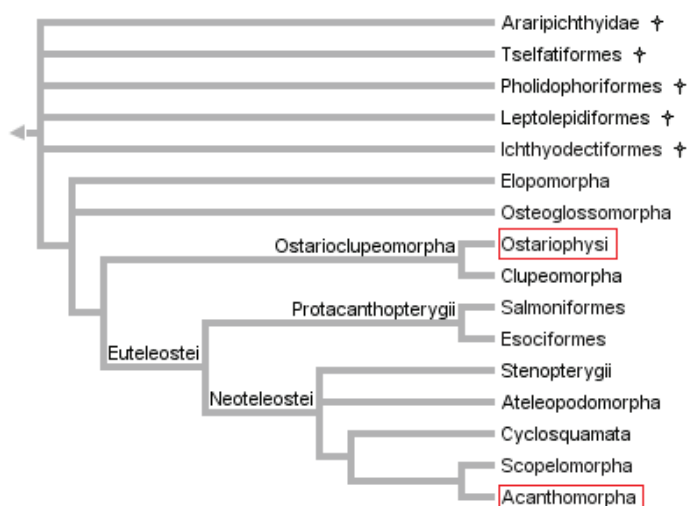 Araripichthyidae ✝
Tselfatiformes ✝
Pholidophoriformes ✝
Leptolepidiformes ✝
Ichthyodectiformes ✝
Elopomorpha
Osteoglossomorpha
Ostarioclupeomorpha
Ostariophysi
Clupeomorpha
Protacanthopterygii
Salmoniformes
Esociformes
Euteleostei
Stenopterygii
Neoteleostei
Ateleopodomorpha
Cyclosquamata
Scopelomorpha
Acanthomorpha